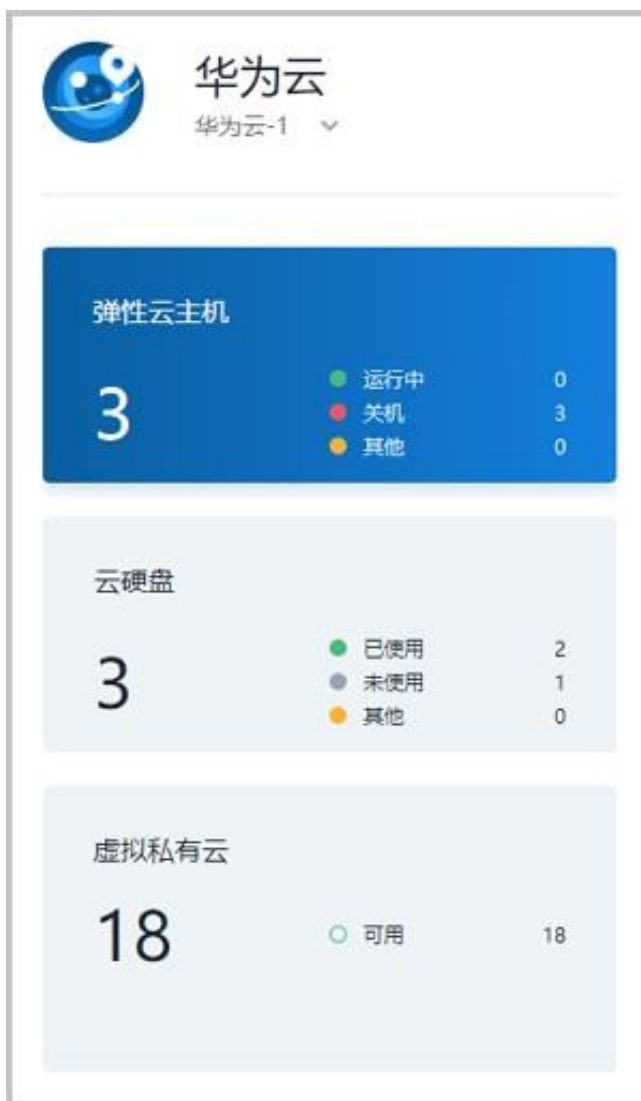 华为云
华为云-1
弹性云主机
3
运行中 0
关机 3
其他 0
云硬盘
3
已使用 2
未使用 1
其他 0
虚拟私有云
18
可用 18